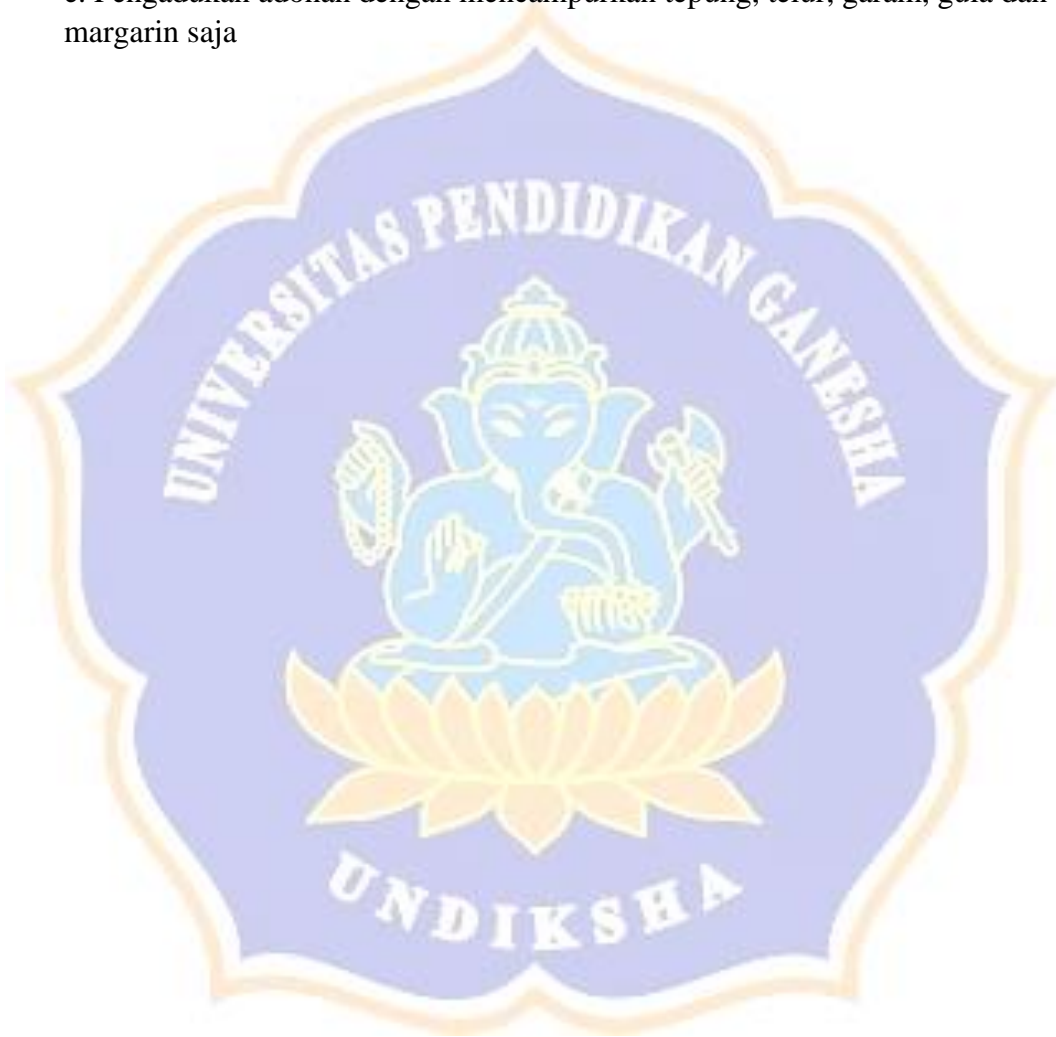 Pengadukan adonan dengan mencampurkan tepung, telur, garam, gula dan
margarin saja
UNIVERSITAS PENDIDIKAN GANESHA
UNDIKSHA